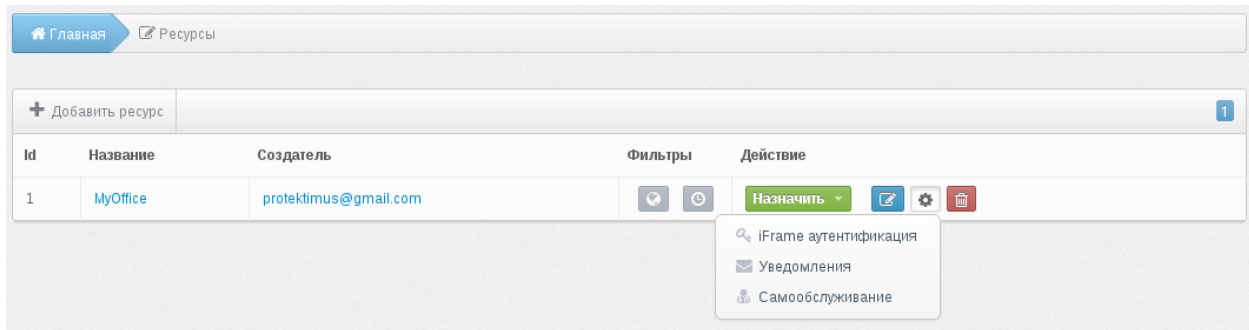 Главная Ресурсы
Добавить ресурс 1
Id Название Создатель Фильтры Действие
1 MyOffice protektimus@gmail.com Назначить
iFrame аутентификация
Уведомления
Самообслуживание